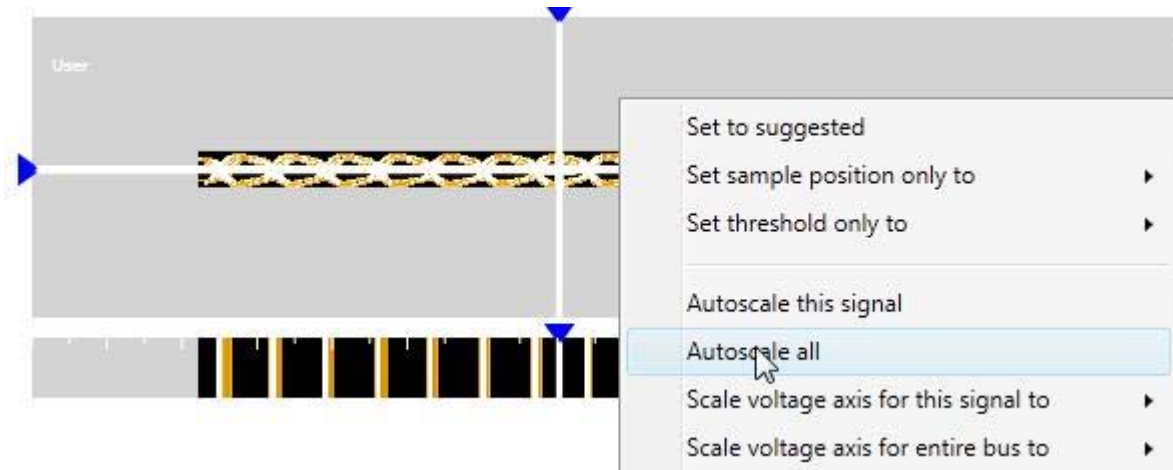 User
Set to suggested
Set sample position only to
Set threshold only to
Autoscale this signal
Autoscale all
Scale voltage axis for this signal to
Scale voltage axis for entire bus to